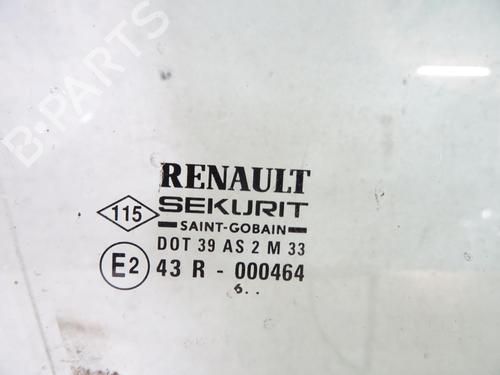 B-PARTS
RENAULT
115 SEKURIT
SAINT-GOBAIN
DOT 39 AS 2 M 33
E2 43 R - 000464
6..